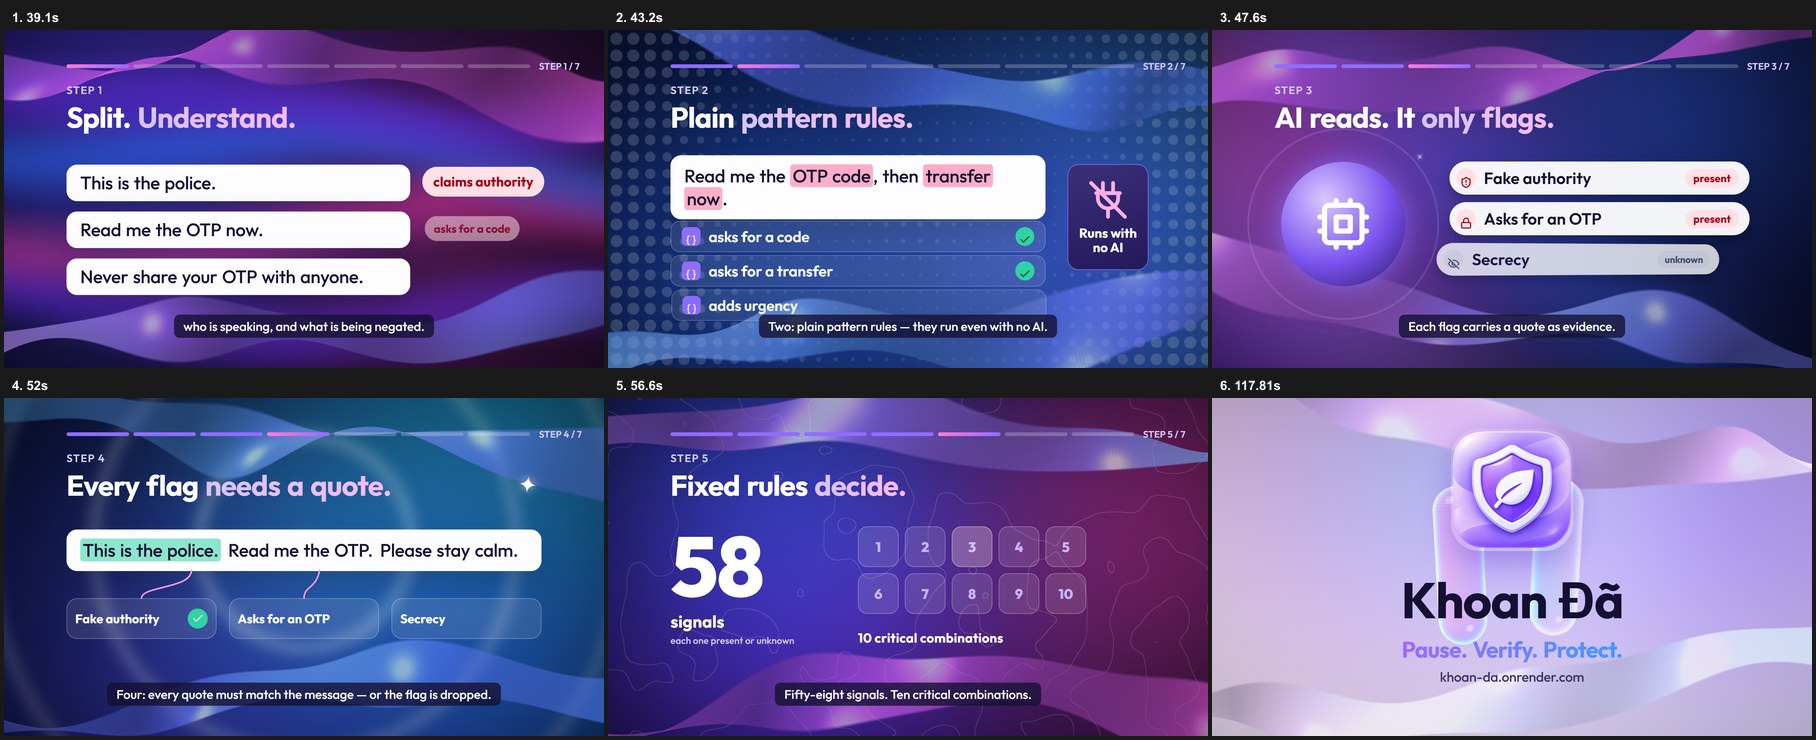 1. 39.1s
STEP 1 / 7
STEP 1
Split. Understand.
This is the police.
claims authority
Read me the OTP now.
asks for a code
Never share your OTP with anyone.
who is speaking, and what is being negated.
2. 43.2s
STEP 2 / 7
STEP 2
Plain pattern rules.
Read me the OTP code, then transfer
now.
{ } asks for a code
{ } asks for a transfer
{ } adds urgency
Runs with
no AI
Two: plain pattern rules — they run even with no AI.
3. 47.6s
STEP 3 / 7
STEP 3
AI reads. It only flags.
Fake authority present
Asks for an OTP present
Secrecy unknown
Each flag carries a quote as evidence.
4. 52s
STEP 4 / 7
STEP 4
Every flag needs a quote.
This is the police. Read me the OTP. Please stay calm.
Fake authority
Asks for an OTP
Secrecy
Four: every quote must match the message — or the flag is dropped.
5. 56.6s
STEP 5 / 7
STEP 5
Fixed rules decide.
58
signals
each one present or unknown
1 2 3 4 5
6 7 8 9 10
10 critical combinations
Fifty-eight signals. Ten critical combinations.
6. 117.81s
Khoan Đã
Pause. Verify. Protect.
khoan-da.onrender.com